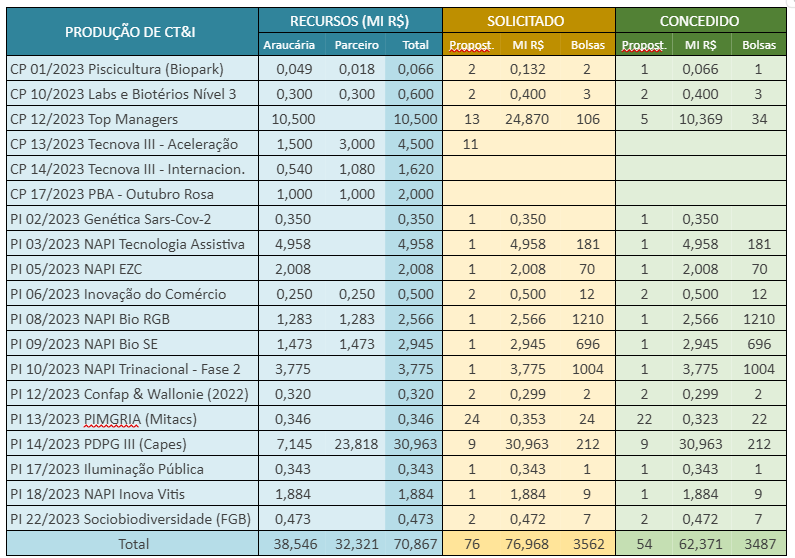 PRODUÇÃO DE CT&I RECURSOS (MI R$) SOLICITADO CONCEDIDO
Araucária Parceiro Total Propost. MI R$ Bolsas Propost. MI R$ Bolsas
CP 01/2023 Piscicultura (Biopark) 0,049 0,018 0,066 2 0,132 2 1 0,066 1
CP 10/2023 Labs e Biotérios Nível 3 0,300 0,300 0,600 2 0,400 3 2 0,400 3
CP 12/2023 Top Managers 10,500 10,500 13 24,870 106 5 10,369 34
CP 13/2023 Tecnova III - Aceleração 1,500 3,000 4,500 11
CP 14/2023 Tecnova III - Internacion. 0,540 1,080 1,620
CP 17/2023 PBA - Outubro Rosa 1,000 1,000 2,000
PI 02/2023 Genética Sars-Cov-2 0,350 0,350 1 0,350 1 0,350
PI 03/2023 NAPI Tecnologia Assistiva 4,958 4,958 1 4,958 181 1 4,958 181
PI 05/2023 NAPI EZC 2,008 2,008 1 2,008 70 1 2,008 70
PI 06/2023 Inovação do Comércio 0,250 0,250 0,500 2 0,500 12 2 0,500 12
PI 08/2023 NAPI Bio RGB 1,283 1,283 2,566 1 2,566 1210 1 2,566 1210
PI 09/2023 NAPI Bio SE 1,473 1,473 2,945 1 2,945 696 1 2,945 696
PI 10/2023 NAPI Trinacional - Fase 2 3,775 3,775 1 3,775 1004 1 3,775 1004
PI 12/2023 Confap & Wallonie (2022) 0,320 0,320 2 0,299 2 2 0,299 2
PI 13/2023 PIMGRIA (Mitacs) 0,346 0,346 24 0,353 24 22 0,323 22
PI 14/2023 PDPG III (Capes) 7,145 23,818 30,963 9 30,963 212 9 30,963 212
PI 17/2023 Iluminação Pública 0,343 0,343 1 0,343 1 1 0,343 1
PI 18/2023 NAPI Inova Vitis 1,884 1,884 1 1,884 9 1 1,884 9
PI 22/2023 Sociobiodiversidade (FGB) 0,473 0,473 2 0,472 7 2 0,472 7
Total 38,546 32,321 70,867 76 76,968 3562 54 62,371 3487